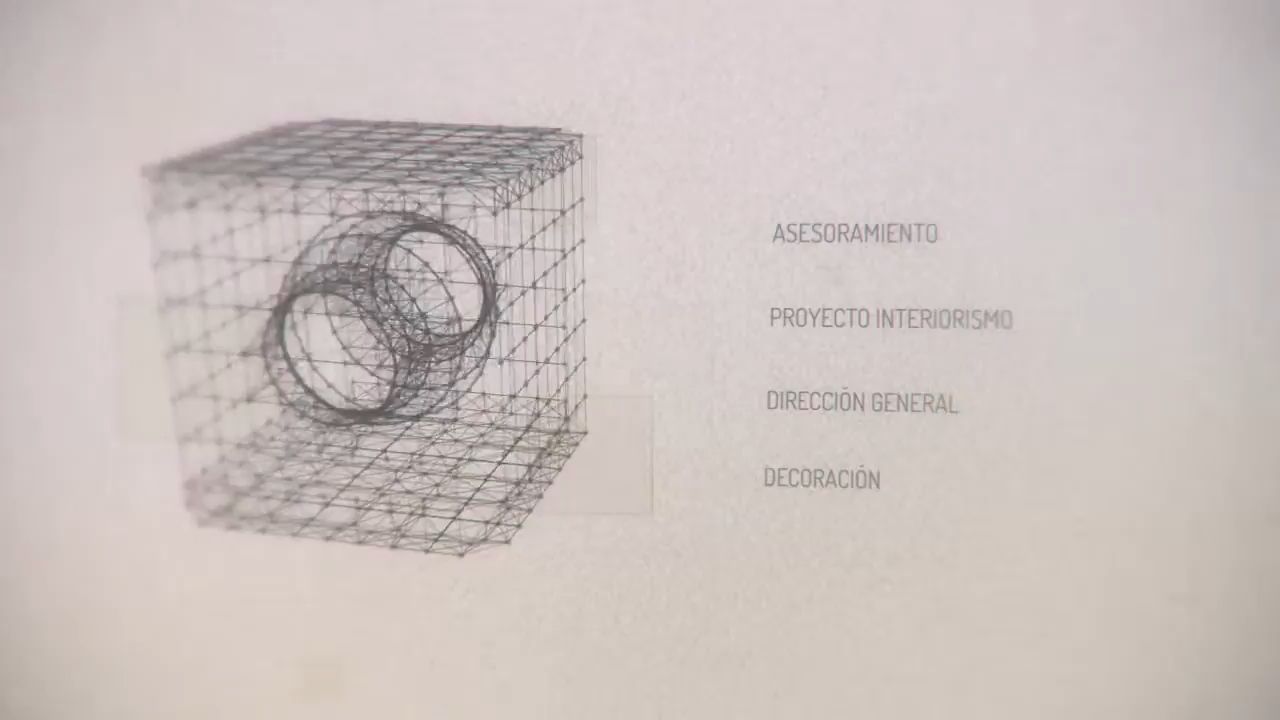 ASESORAMIENTO
PROYECTO INTERIORISMO
DIRECCIÓN GENERAL
DECORACIÓN